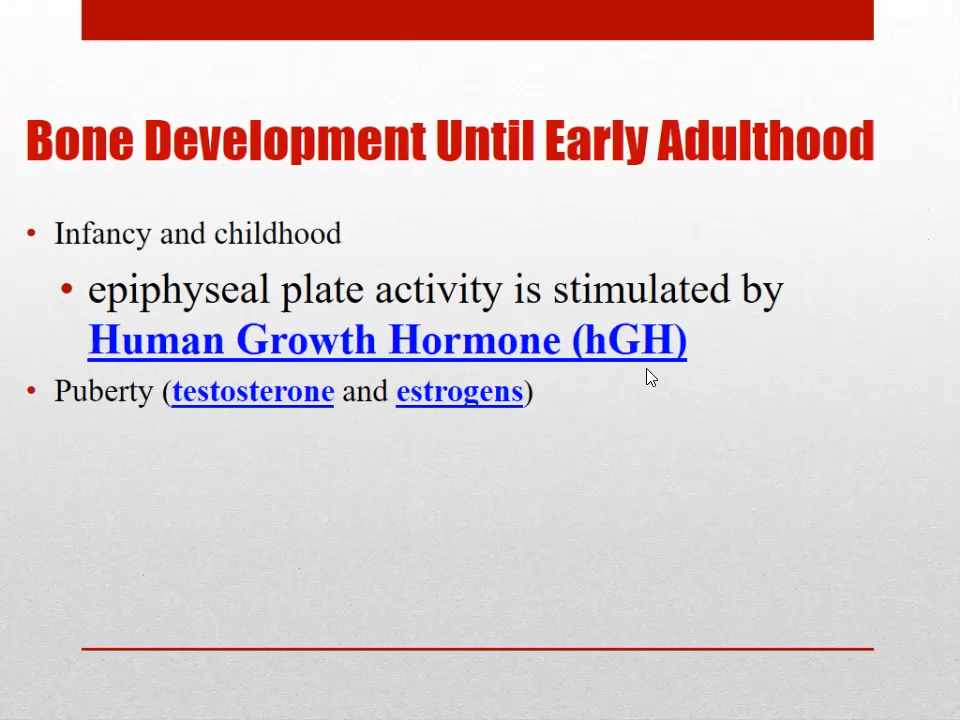 Bone Development Until Early Adulthood
• Infancy and childhood
• epiphyseal plate activity is stimulated by
Human Growth Hormone (hGH)
• Puberty (testosterone and estrogens)